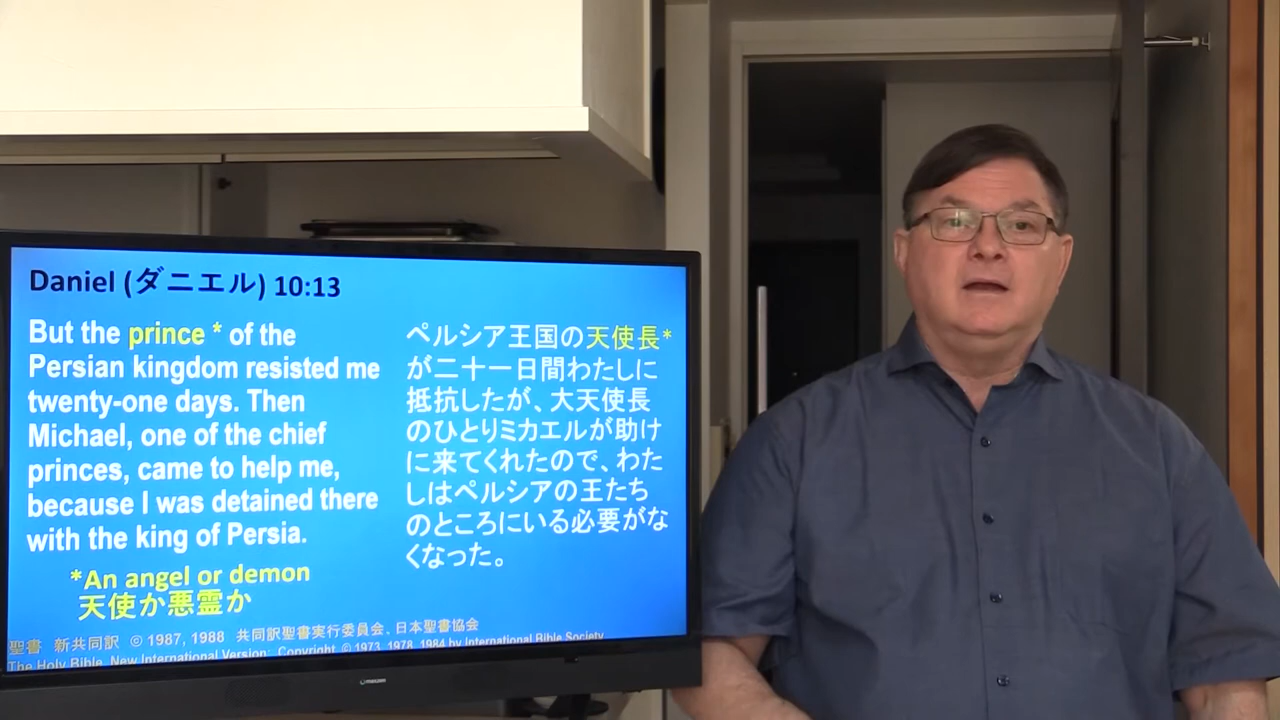 Daniel (ダニエル) 10:13
But the prince * of the
Persian kingdom resisted me
twenty-one days. Then
Michael, one of the chief
princes, came to help me,
because I was detained there
with the king of Persia.
*An angel or demon
天使か悪霊か
ペルシア王国の天使長*
が二十一日間わたしに
抵抗したが、大天使長
のひとりミカエルが助け
に来てくれたので、わた
しはペルシアの王たち
のところにいる必要がな
くなった。
聖書 新共同訳 © 1987, 1988 共同訳聖書実行委員会、日本聖書協会
The Holy Bible, New International Version: Copyright © 1973, 1978, 1984 by International Bible Society